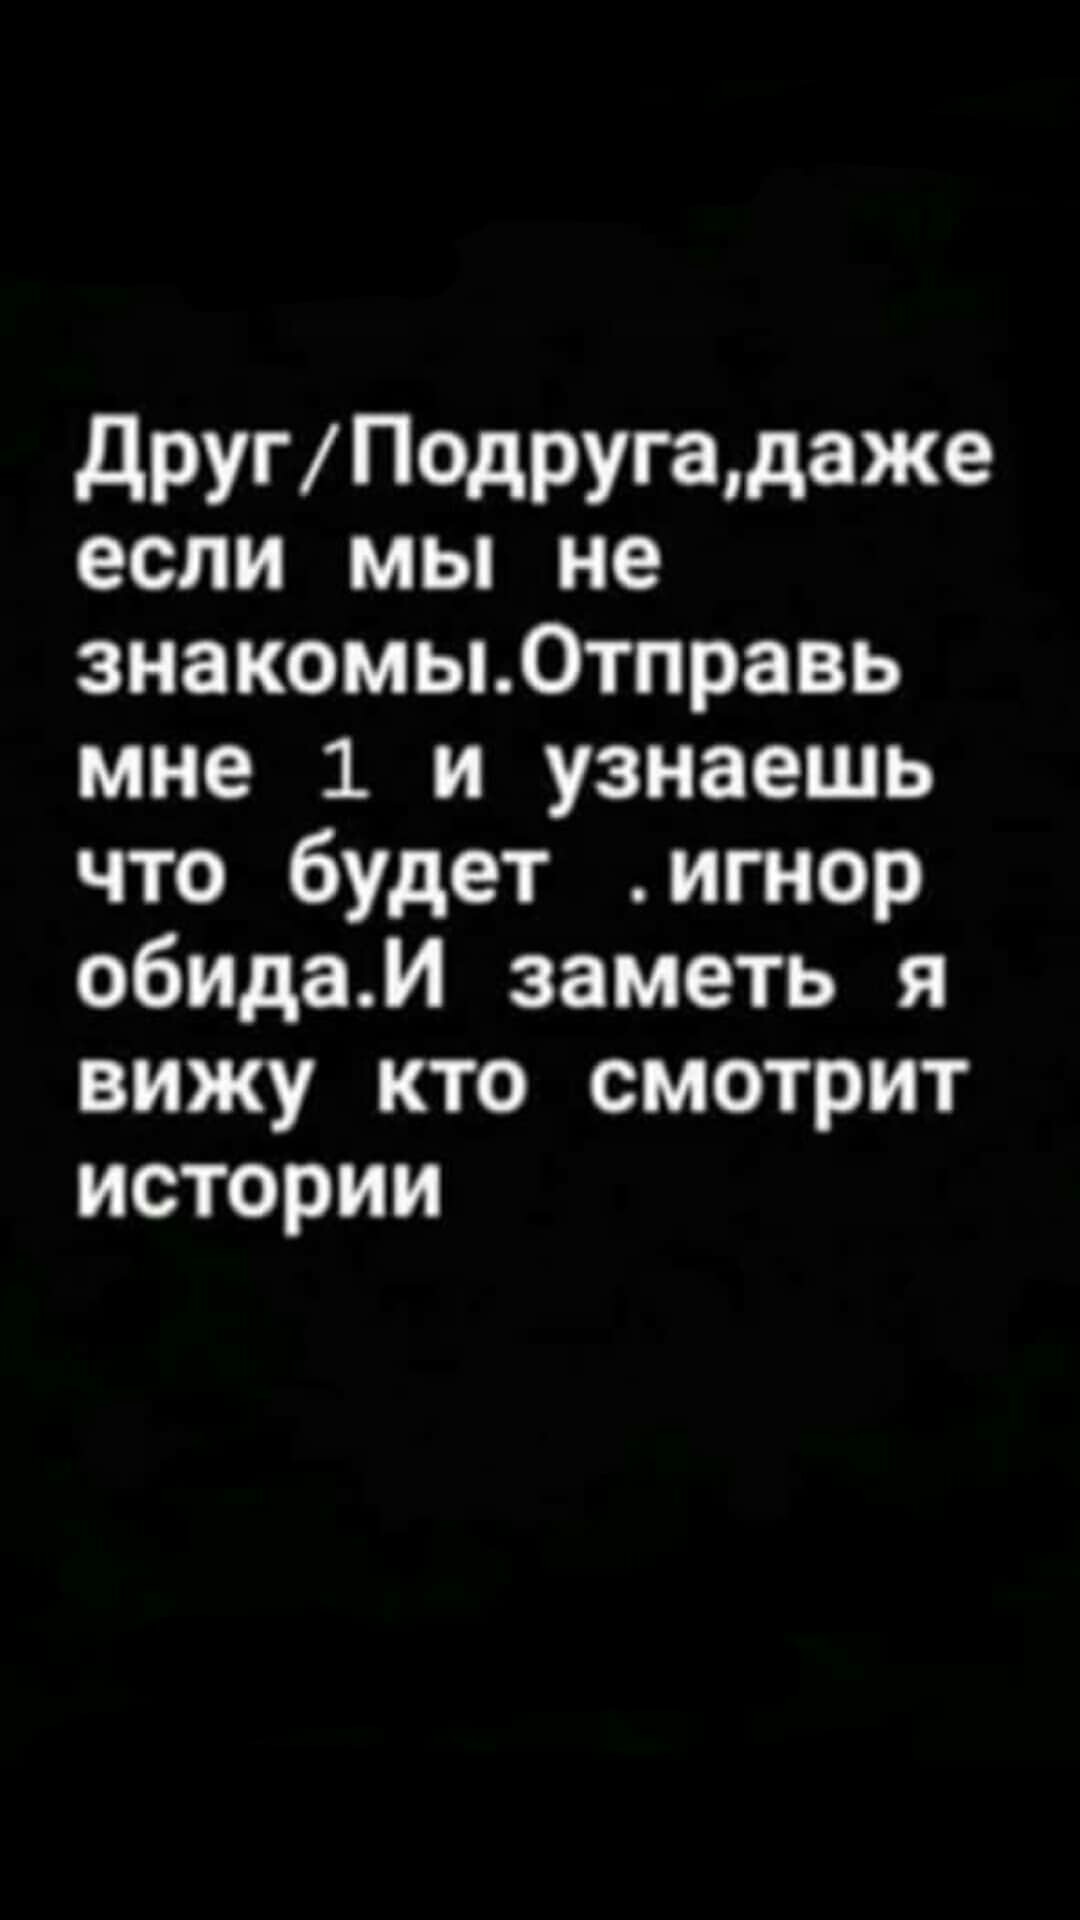 Друг/Подруга,даже
если мы не
знакомы.Отправь
мне 1 и узнаешь
что будет .игнор
обида.И заметь я
вижу кто смотрит
истории